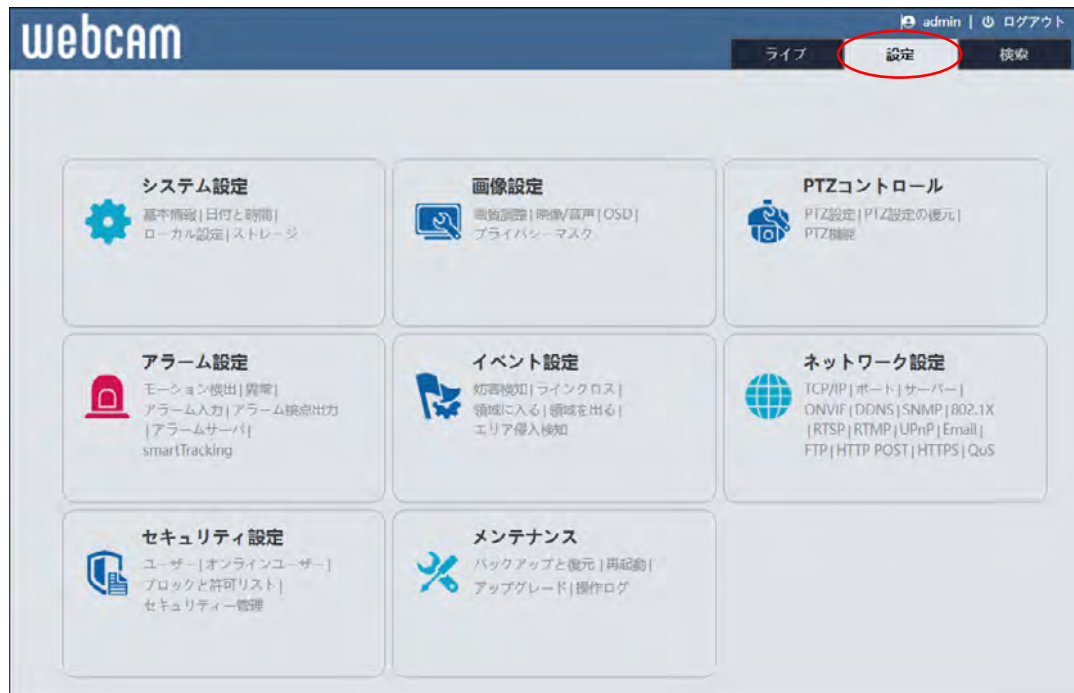 webcam
admin | ログアウト
ライブ 設定 検索
システム設定
基本情報|日付と時間|
ローカル設定|ストレージ
画像設定
画質調整|映像/音声|OSD|
プライバシーマスク
PTZコントロール
PTZ設定|PTZ設定の復元|
PTZ機能
アラーム設定
モーション検出|異常|
アラーム入力|アラーム接点出力
|アラームサーバ|
smartTracking
イベント設定
妨害検知|ラインクロス|
領域に入る|領域を出る|
エリア侵入検知
ネットワーク設定
TCP/IP|ポート|サーバー|
ONVIF|DDNS|SNMP|802.1X
|RTSP|RTMP|UPnP|Email|
FTP|HTTP POST|HTTPS|QoS
セキュリティ設定
ユーザー|オンラインユーザー|
ブロックと許可リスト|
セキュリティー管理
メンテナンス
バックアップと復元|再起動|
アップグレード|操作ログ